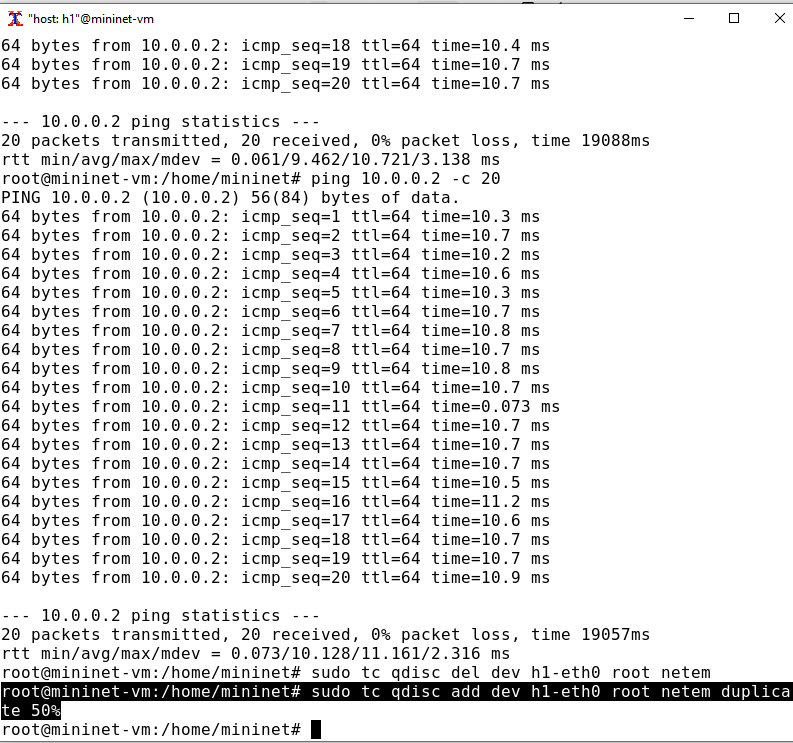 "host: h1"@mininet-vm
64 bytes from 10.0.0.2: icmp_seq=18 ttl=64 time=10.4 ms
64 bytes from 10.0.0.2: icmp_seq=19 ttl=64 time=10.7 ms
64 bytes from 10.0.0.2: icmp_seq=20 ttl=64 time=10.7 ms

--- 10.0.0.2 ping statistics ---
20 packets transmitted, 20 received, 0% packet loss, time 19088ms
rtt min/avg/max/mdev = 0.061/9.462/10.721/3.138 ms
root@mininet-vm:/home/mininet# ping 10.0.0.2 -c 20
PING 10.0.0.2 (10.0.0.2) 56(84) bytes of data.
64 bytes from 10.0.0.2: icmp_seq=1 ttl=64 time=10.3 ms
64 bytes from 10.0.0.2: icmp_seq=2 ttl=64 time=10.7 ms
64 bytes from 10.0.0.2: icmp_seq=3 ttl=64 time=10.2 ms
64 bytes from 10.0.0.2: icmp_seq=4 ttl=64 time=10.6 ms
64 bytes from 10.0.0.2: icmp_seq=5 ttl=64 time=10.3 ms
64 bytes from 10.0.0.2: icmp_seq=6 ttl=64 time=10.7 ms
64 bytes from 10.0.0.2: icmp_seq=7 ttl=64 time=10.8 ms
64 bytes from 10.0.0.2: icmp_seq=8 ttl=64 time=10.7 ms
64 bytes from 10.0.0.2: icmp_seq=9 ttl=64 time=10.8 ms
64 bytes from 10.0.0.2: icmp_seq=10 ttl=64 time=10.7 ms
64 bytes from 10.0.0.2: icmp_seq=11 ttl=64 time=0.073 ms
64 bytes from 10.0.0.2: icmp_seq=12 ttl=64 time=10.7 ms
64 bytes from 10.0.0.2: icmp_seq=13 ttl=64 time=10.7 ms
64 bytes from 10.0.0.2: icmp_seq=14 ttl=64 time=10.7 ms
64 bytes from 10.0.0.2: icmp_seq=15 ttl=64 time=10.5 ms
64 bytes from 10.0.0.2: icmp_seq=16 ttl=64 time=11.2 ms
64 bytes from 10.0.0.2: icmp_seq=17 ttl=64 time=10.6 ms
64 bytes from 10.0.0.2: icmp_seq=18 ttl=64 time=10.7 ms
64 bytes from 10.0.0.2: icmp_seq=19 ttl=64 time=10.7 ms
64 bytes from 10.0.0.2: icmp_seq=20 ttl=64 time=10.9 ms

--- 10.0.0.2 ping statistics ---
20 packets transmitted, 20 received, 0% packet loss, time 19057ms
rtt min/avg/max/mdev = 0.073/10.128/11.161/2.316 ms
root@mininet-vm:/home/mininet# sudo tc qdisc del dev h1-eth0 root netem
root@mininet-vm:/home/mininet# sudo tc qdisc add dev h1-eth0 root netem duplica
te 50%
root@mininet-vm:/home/mininet#